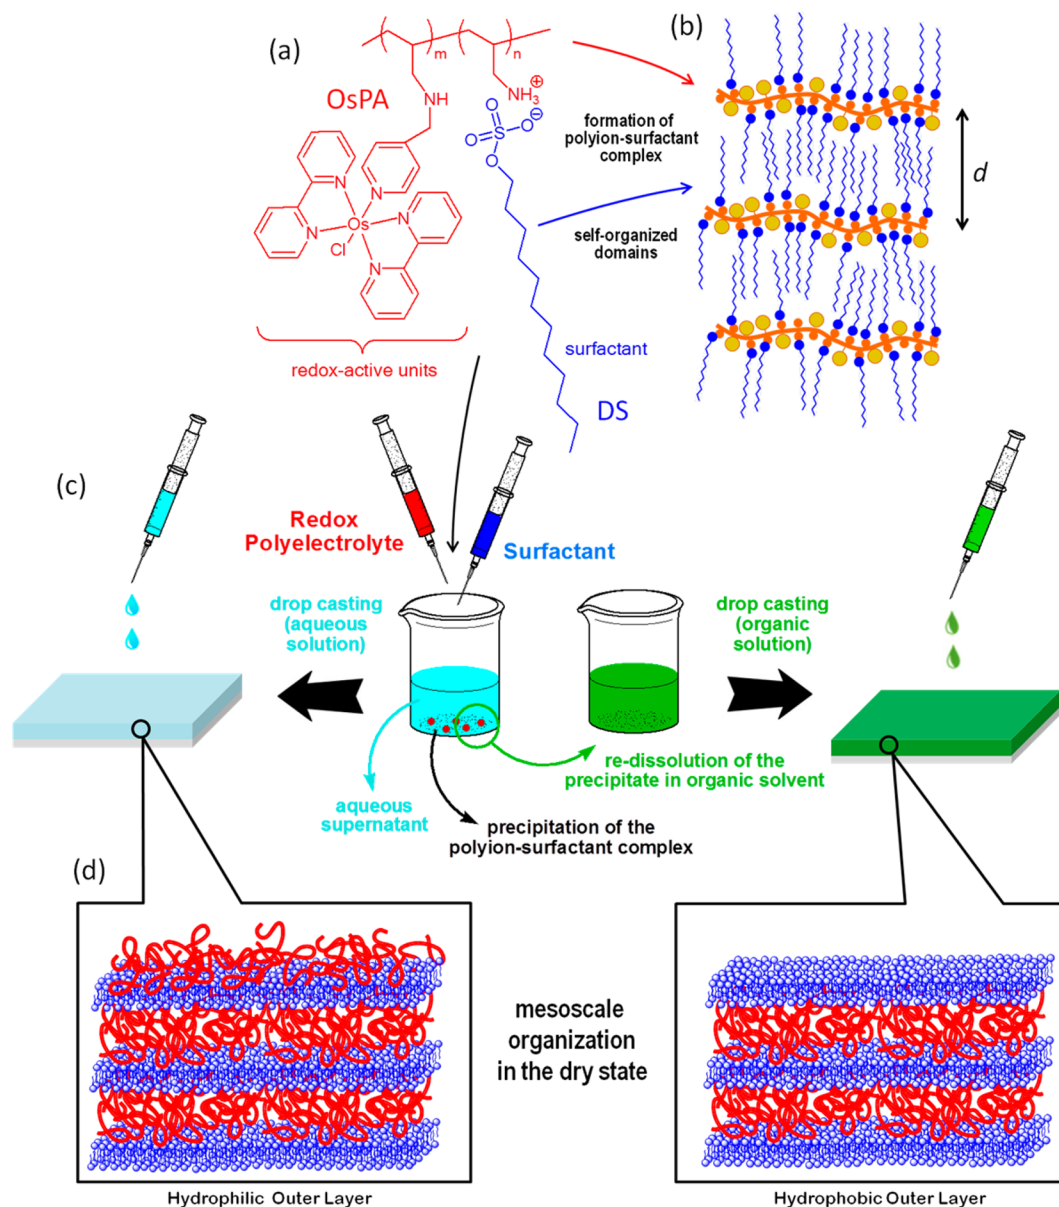 (a)
m
n
OsPA
NH
NH3
⊕
⊖
O
S
O-
O
O
N
N
N
N
N
Os
Cl
redox-active units
surfactant
DS
(b)
formation of
polyion-surfactant
complex
self-organized
domains
d
(c)
Redox
Polyelectrolyte
Surfactant
drop casting
(aqueous
solution)
drop casting
(organic
solution)
re-dissolution of the
precipitate in organic solvent
aqueous
supernatant
precipitation of the
polyion-surfactant complex
(d)
mesoscale
organization
in the dry state
Hydrophilic Outer Layer
Hydrophobic Outer Layer